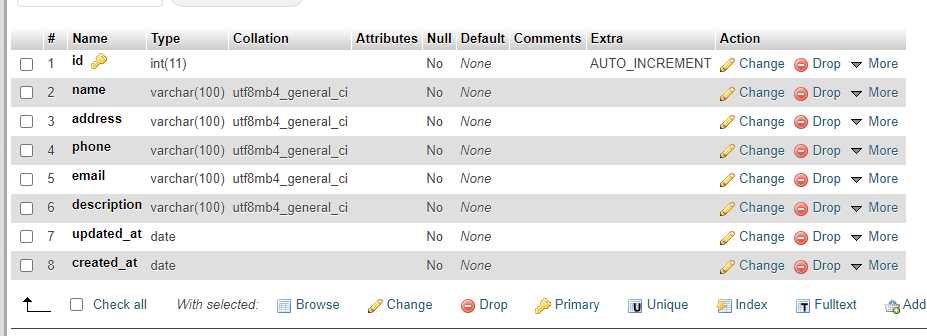 # Name Type Collation Attributes Null Default Comments Extra Action
1 id int(11) No None AUTO_INCREMENT Change Drop More
2 name varchar(100) utf8mb4_general_ci No None Change Drop More
3 address varchar(100) utf8mb4_general_ci No None Change Drop More
4 phone varchar(100) utf8mb4_general_ci No None Change Drop More
5 email varchar(100) utf8mb4_general_ci No None Change Drop More
6 description varchar(100) utf8mb4_general_ci No None Change Drop More
7 updated_at date No None Change Drop More
8 created_at date No None Change Drop More
Check all With selected: Browse Change Drop Primary Unique Index Fulltext Add